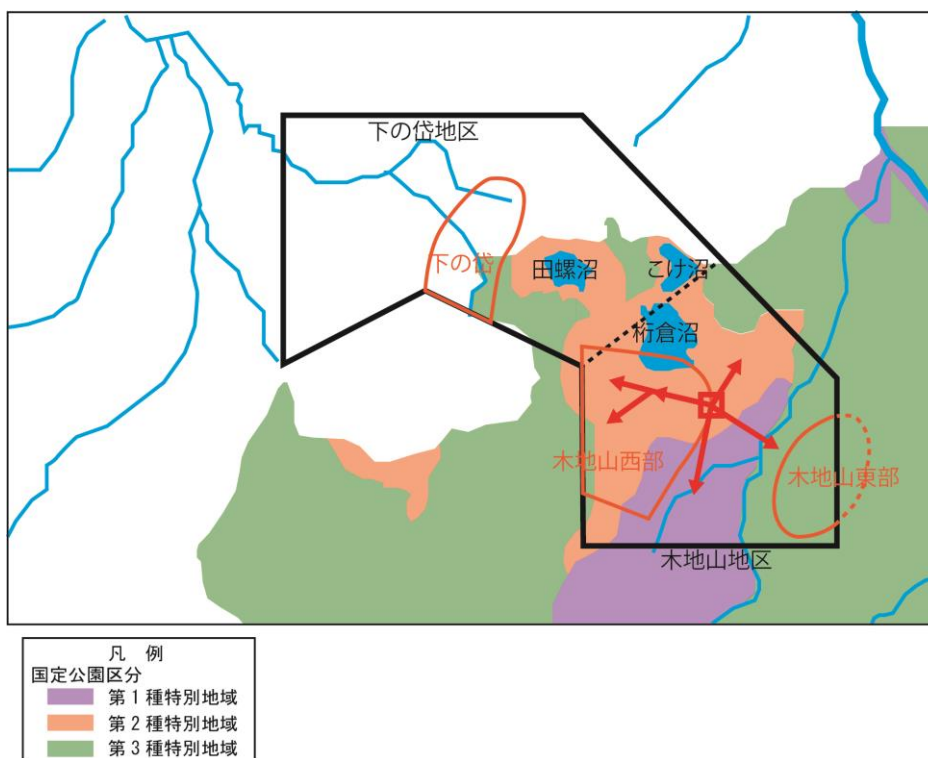 下の岱地区
下の岱
田螺沼
こけ沼
桁倉沼
木地山西部
木地山東部
木地山地区
凡 例
国定公園区分
第1種特別地域
第2種特別地域
第3種特別地域